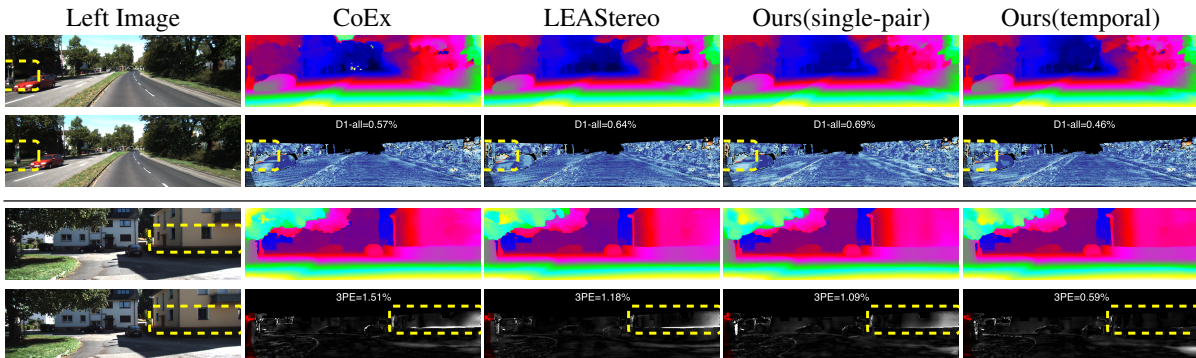 Left Image CoEx LEAStereo Ours(single-pair) Ours(temporal)
D1-all=0.57% D1-all=0.64% D1-all=0.69% D1-all=0.46%
3PE=1.51% 3PE=1.18% 3PE=1.09% 3PE=0.59%